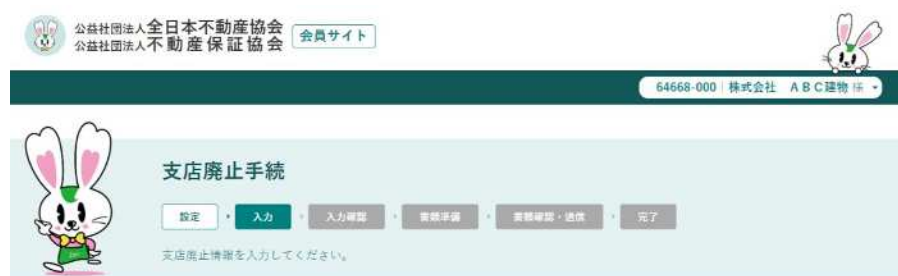 公益社団法人全日本不動産協会
公益社団法人不動産保証協会
会員サイト
64668-000 株式会社 ABC建物 様
支店廃止手続
設定
入力
入力確認
書類準備
書類確認・送信
完了
支店廃止情報を入力してください。